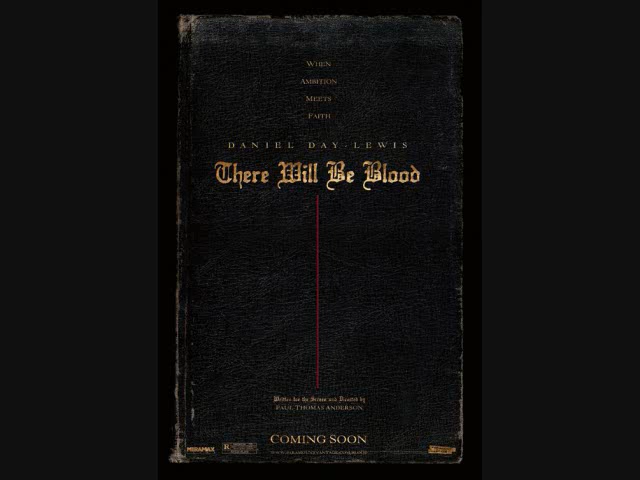 WHEN
AMBITION
MEETS
FAITH
DANIEL DAY-LEWIS
There Will Be Blood
Written for the Screen and Directed by
PAUL THOMAS ANDERSON
COMING SOON
MIRAMAX
R